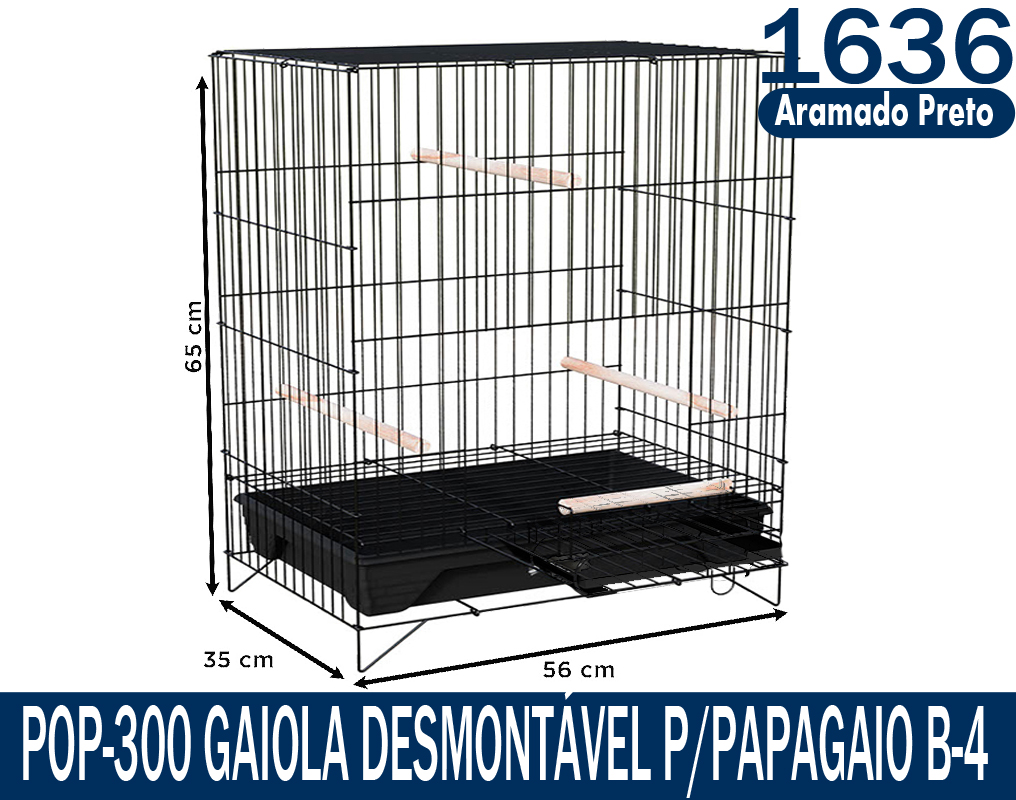 1636
Aramado Preto
65 cm
35 cm
56 cm
POP-300 GAIOLA DESMONTÁVEL P/PAPAGAIO B-4